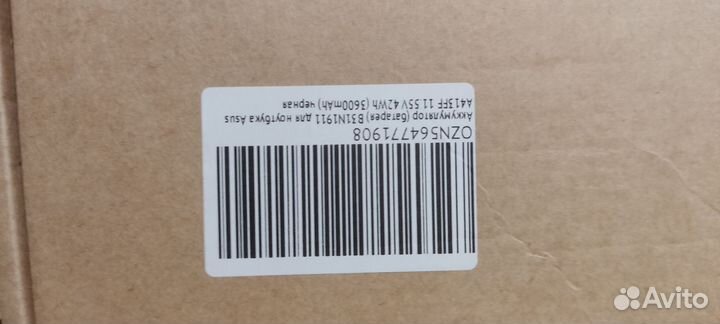 OZN564771908
Аккумулятор (батарея) B31N1911 для ноутбука Asus
A413FF 11.55V 42Wh (3600mAh) черная
Avito